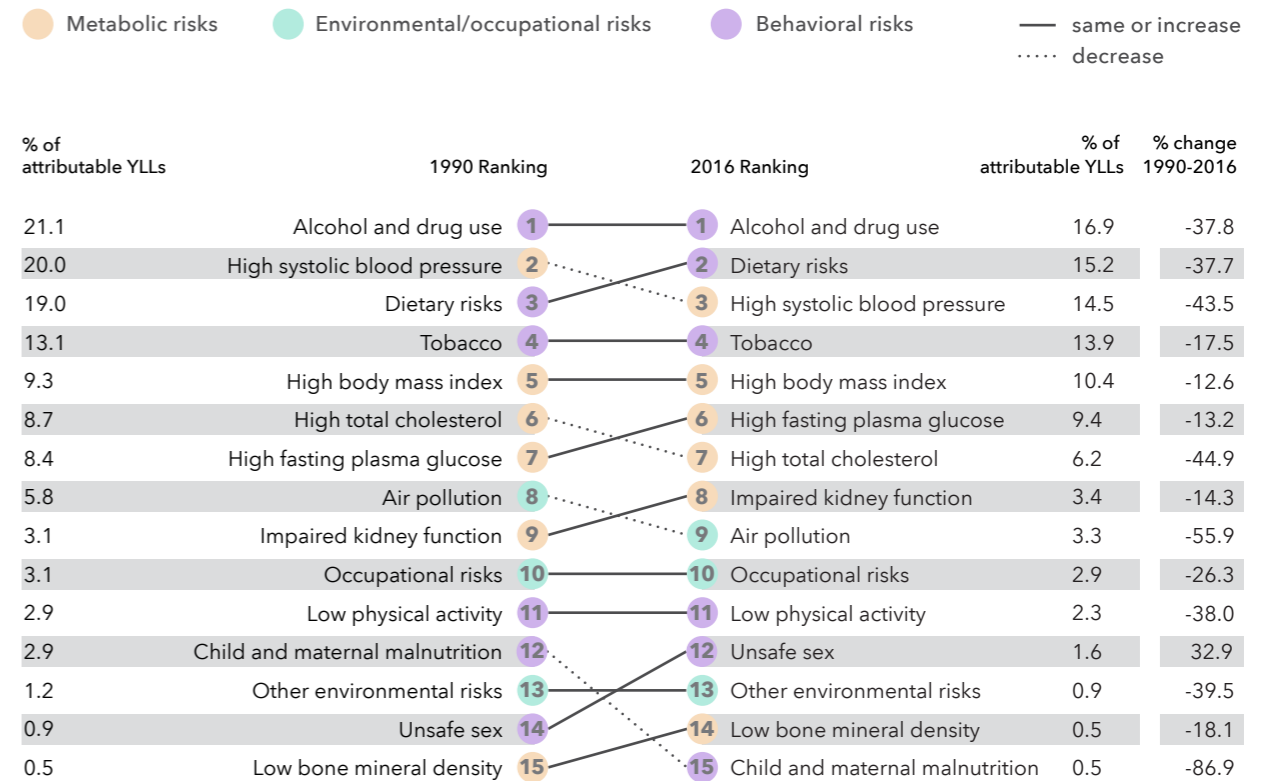 Metabolic risks Environmental/occupational risks Behavioral risks same or increase
decrease
% of attributable YLLs 1990 Ranking 2016 Ranking % of attributable YLLs % change 1990-2016
21.1 Alcohol and drug use 1 1 Alcohol and drug use 16.9 -37.8
20.0 High systolic blood pressure 2 2 Dietary risks 15.2 -37.7
19.0 Dietary risks 3 3 High systolic blood pressure 14.5 -43.5
13.1 Tobacco 4 4 Tobacco 13.9 -17.5
9.3 High body mass index 5 5 High body mass index 10.4 -12.6
8.7 High total cholesterol 6 6 High fasting plasma glucose 9.4 -13.2
8.4 High fasting plasma glucose 7 7 High total cholesterol 6.2 -44.9
5.8 Air pollution 8 8 Impaired kidney function 3.4 -14.3
3.1 Impaired kidney function 9 9 Air pollution 3.3 -55.9
3.1 Occupational risks 10 10 Occupational risks 2.9 -26.3
2.9 Low physical activity 11 11 Low physical activity 2.3 -38.0
2.9 Child and maternal malnutrition 12 12 Unsafe sex 1.6 32.9
1.2 Other environmental risks 13 13 Other environmental risks 0.9 -39.5
0.9 Unsafe sex 14 14 Low bone mineral density 0.5 -18.1
0.5 Low bone mineral density 15 15 Child and maternal malnutrition 0.5 -86.9